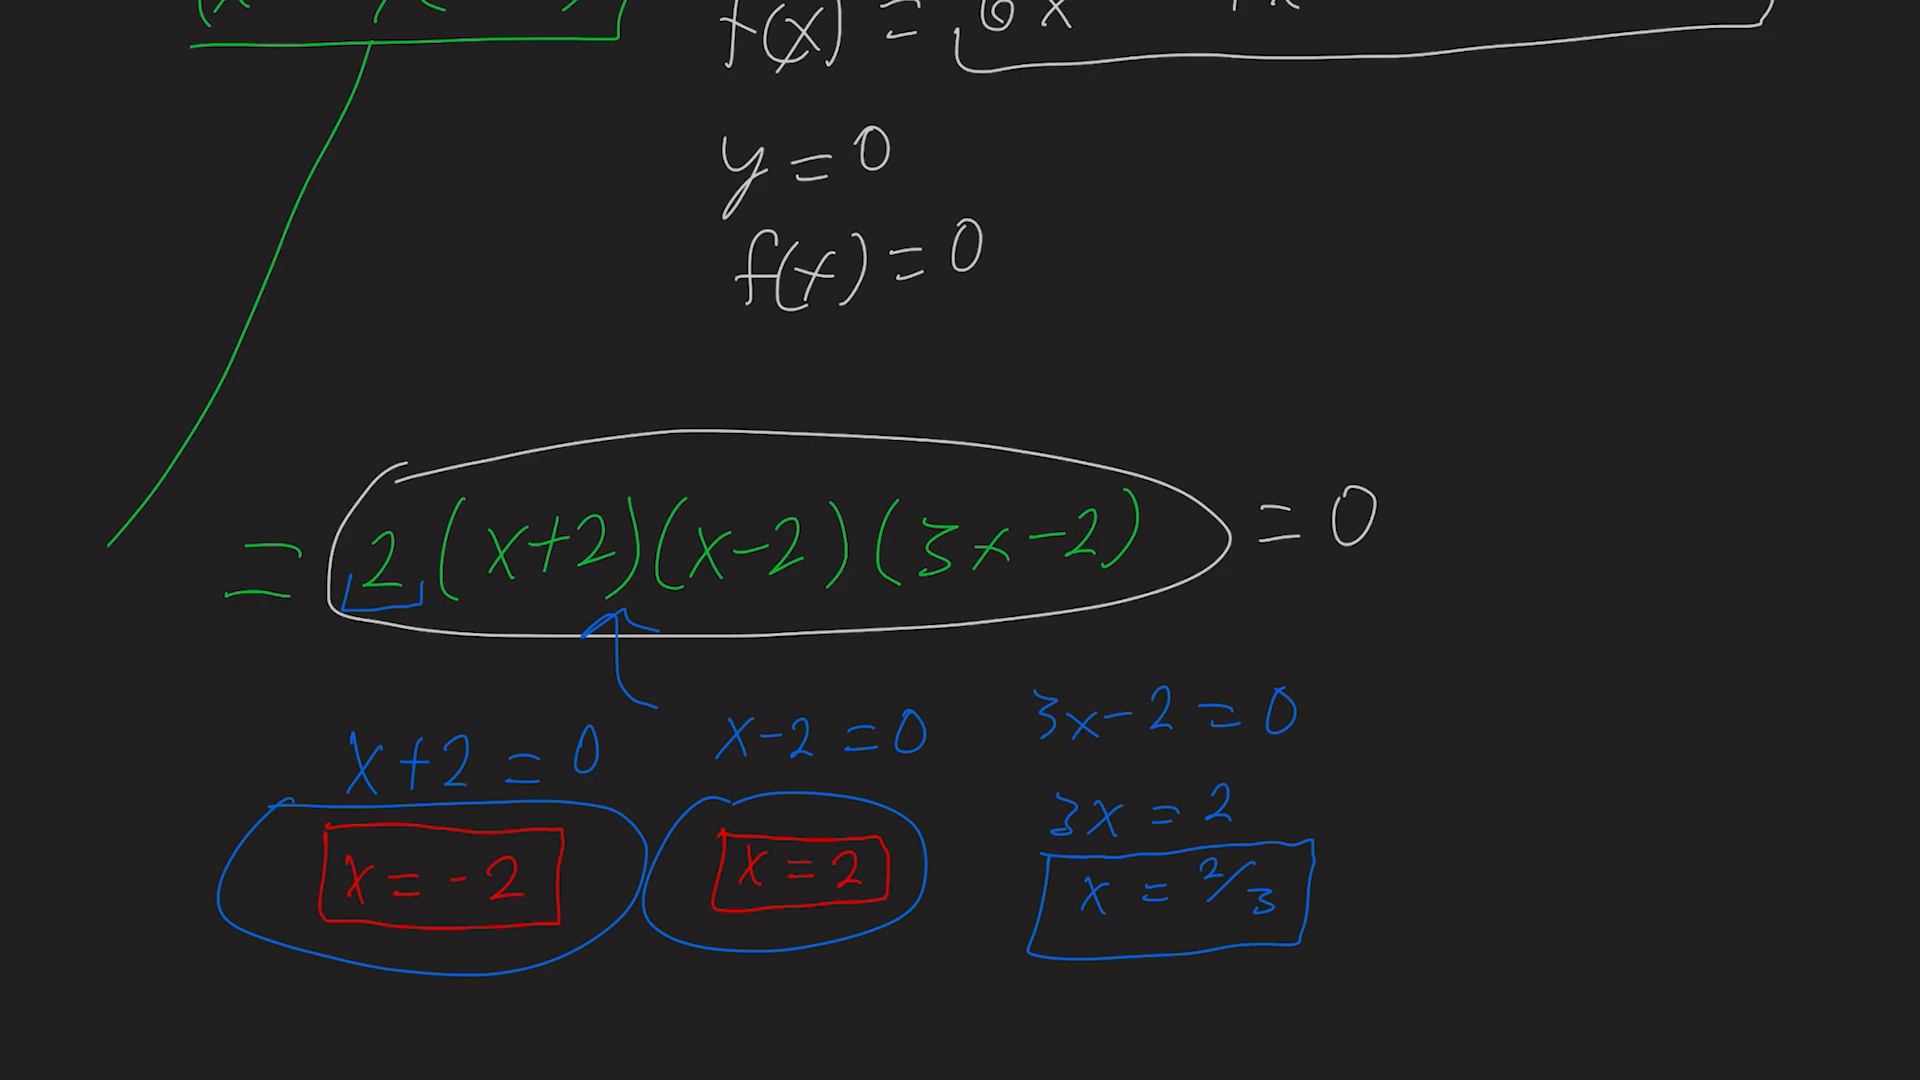 f(x) = 6x
y = 0
f(x) = 0
= 2(x+2)(x-2)(3x-2) = 0
x+2=0 x-2=0 3x-2=0
3x = 2
x = -2 x = 2 x = 2/3